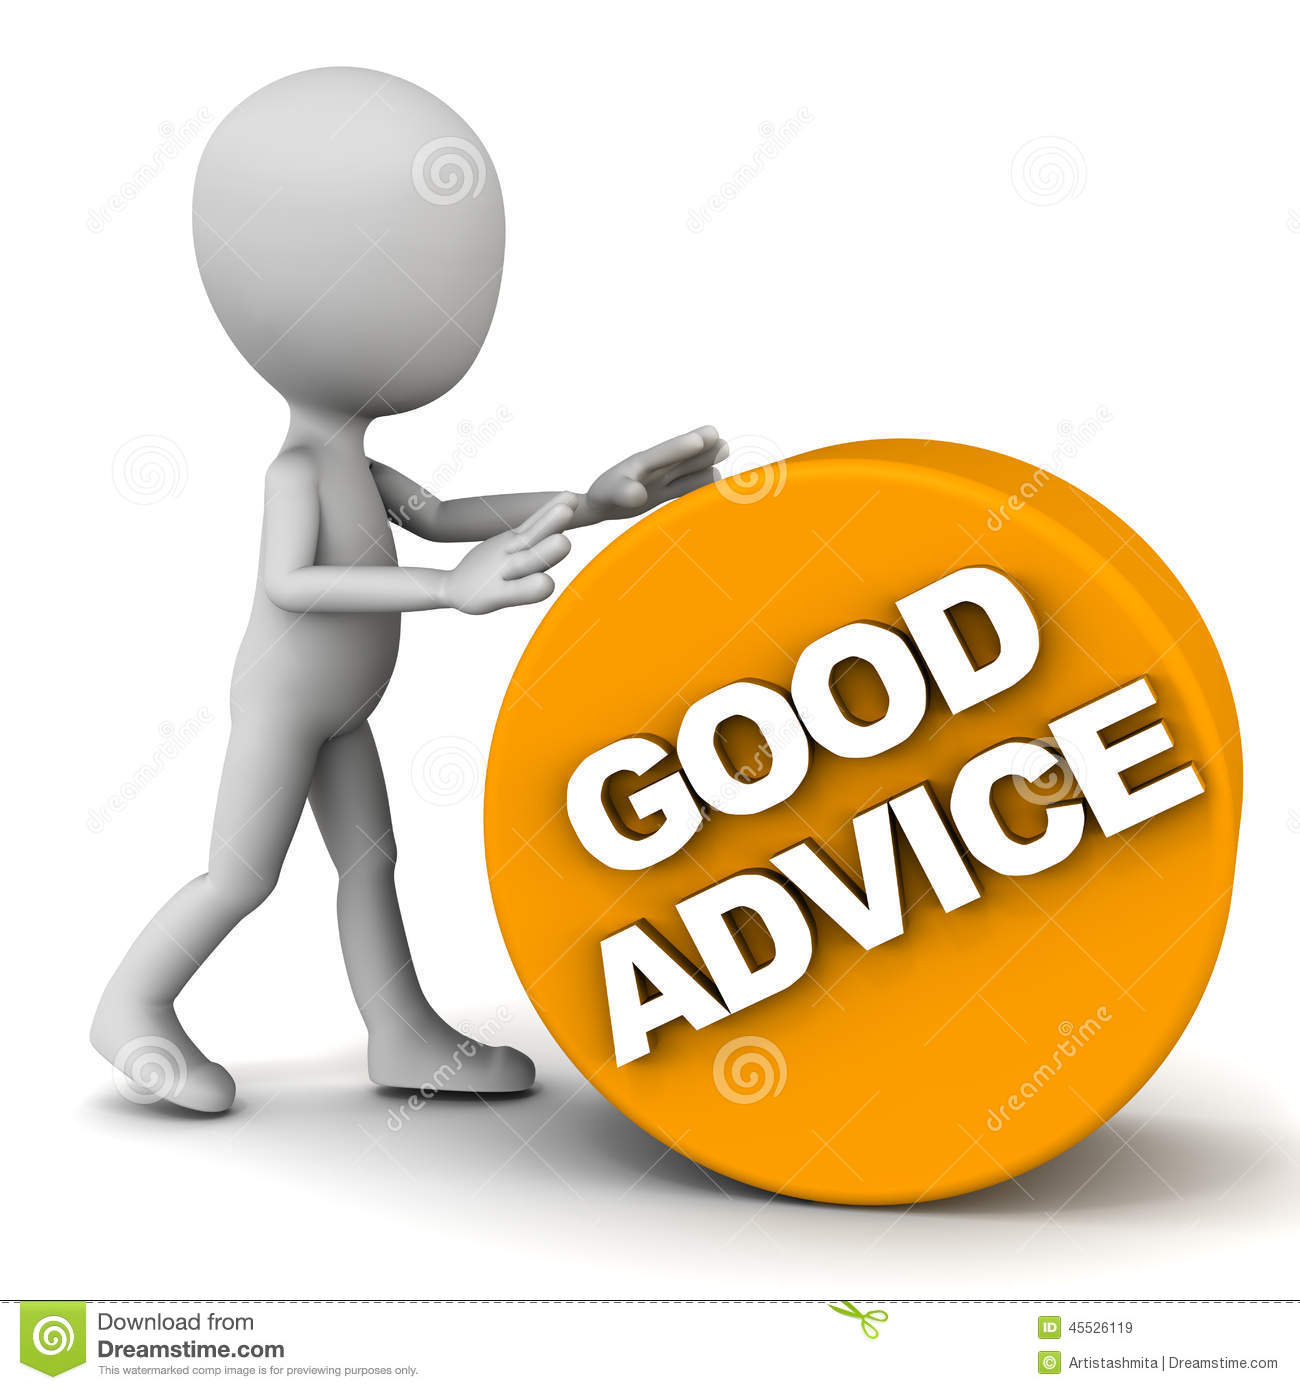 GOOD
ADVICE
dreamstime
Download from
Dreamstime.com
This watermarked comp image is for previewing purposes only.
ID 45526119
© Artistashmita | Dreamstime.com